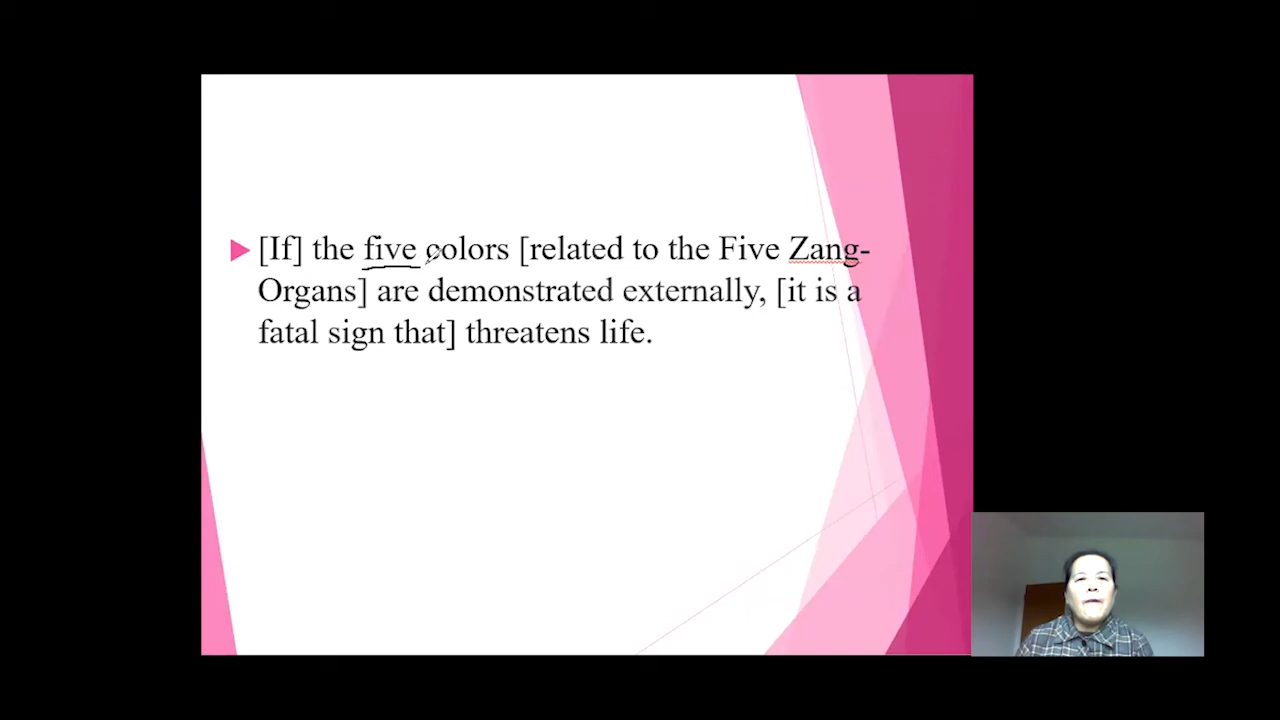 [If] the five colors [related to the Five Zang-
Organs] are demonstrated externally, [it is a
fatal sign that] threatens life.